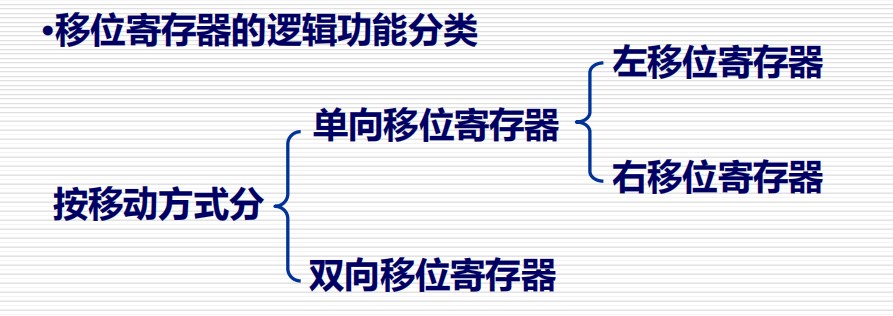 •移位寄存器的逻辑功能分类
左移位寄存器
单向移位寄存器
右移位寄存器
按移动方式分
双向移位寄存器